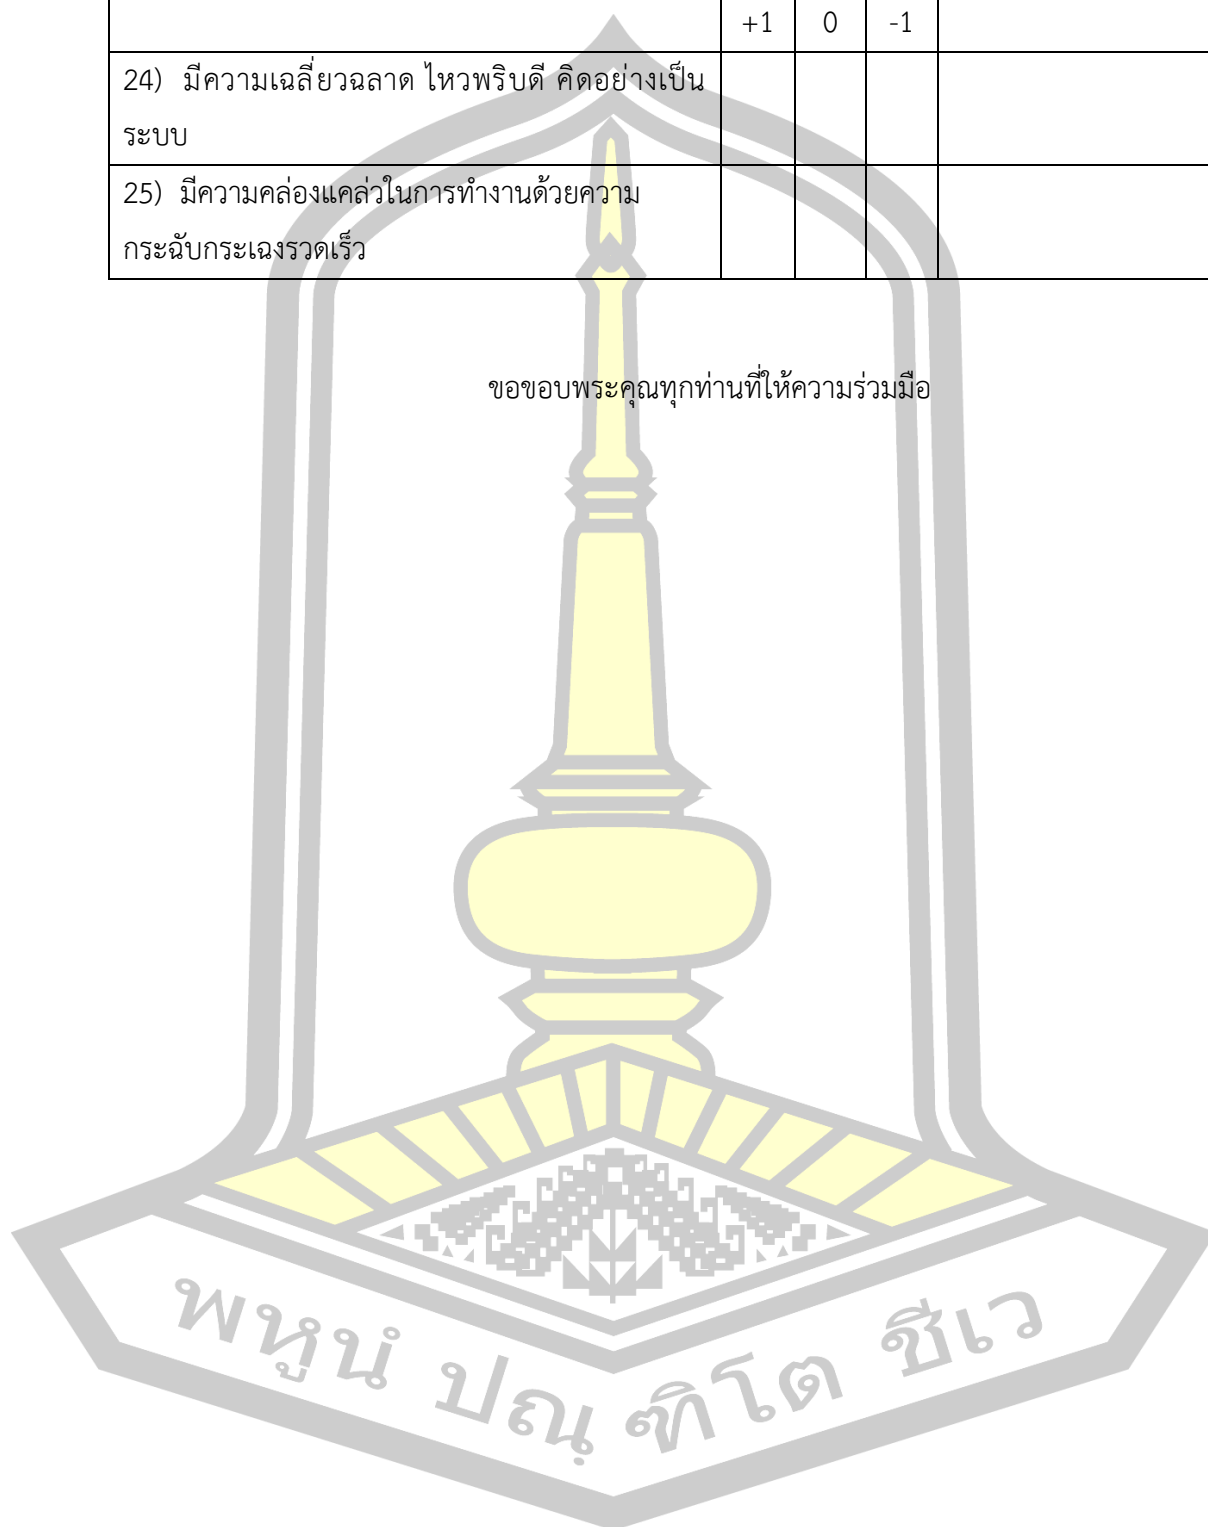 +1 0 -1
24) มีความเฉลี่ยวฉลาด ไหวพริบดี คิดอย่างเป็น
ระบบ
25) มีความคล่องแคล่วในการทำงานด้วยความ
กระฉับกระเฉงรวดเร็ว
ขอขอบพระคุณทุกท่านที่ให้ความร่วมมือ
พหูนํ ปณฺฑิโต ชีเว